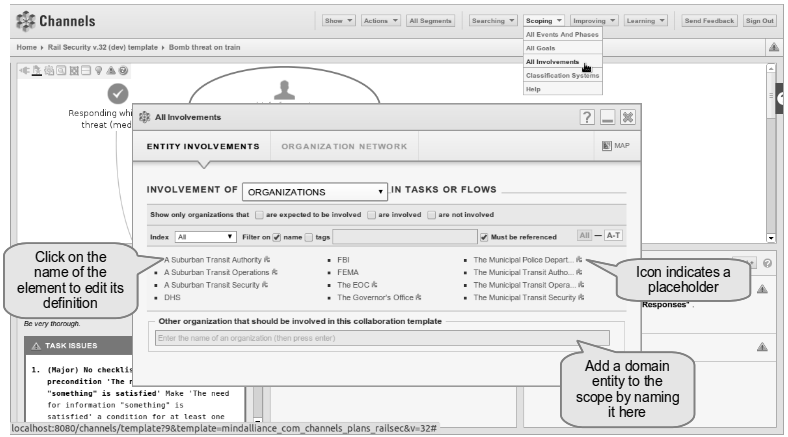 Channels
Show Actions All Segments Searching Scoping Improving Learning Send Feedback Sign Out
Home Rail Security v.32 (dev) template Bomb threat on train
All Events And Phases
All Goals
All Involvements
Classification Systems
Help
Responding whi
threat (med
All Involvements
ENTITY INVOLVEMENTS ORGANIZATION NETWORK MAP
INVOLVEMENT OF ORGANIZATIONS IN TASKS OR FLOWS
Show only organizations that are expected to be involved are involved are not involved
Index All Filter on name tags Must be referenced All — A-T
A Suburban Transit Authority FBI The Municipal Police Depart...
A Suburban Transit Operations FEMA The Municipal Transit Autho...
A Suburban Transit Security The EOC The Municipal Transit Opera...
DHS The Governor's Office The Municipal Transit Security
Click on the
name of the
element to edit its
definition
Icon indicates a
placeholder
Responses" .
Other organization that should be involved in this collaboration template
Enter the name of an organization (then press enter)
Be very thorough.
TASK ISSUES
Add a domain
entity to the
scope by naming
it here
1. (Major) No checklis
precondition 'The n
"something" is satisfied' Make 'The need
for information "something" is
satisfied' a condition for at least one
localhost:8080/channels/template?9&template=mindalliance_com_channels_plans_railsec&v=32#